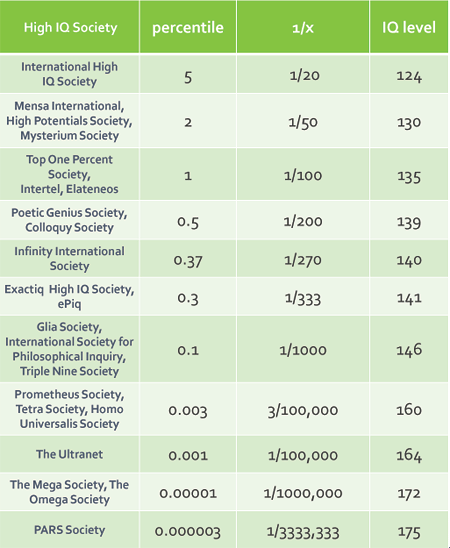 High IQ Society percentile 1/x IQ level
International High
IQ Society
5 1/20 124
Mensa International,
High Potentials Society,
Mysterium Society
2 1/50 130
Top One Percent
Society,
Intertel, Elateneos
1 1/100 135
Poetic Genius Society,
Colloquy Society
0.5 1/200 139
Infinity International
Society
0.37 1/270 140
Exactiq High IQ Society,
ePiq
0.3 1/333 141
Glia Society,
International Society for
Philosophical Inquiry,
Triple Nine Society
0.1 1/1000 146
Prometheus Society,
Tetra Society, Homo
Universalis Society
0.003 3/100,000 160
The Ultranet 0.001 1/100,000 164
The Mega Society, The
Omega Society
0.00001 1/1000,000 172
PARS Society 0.000003 1/3333,333 175